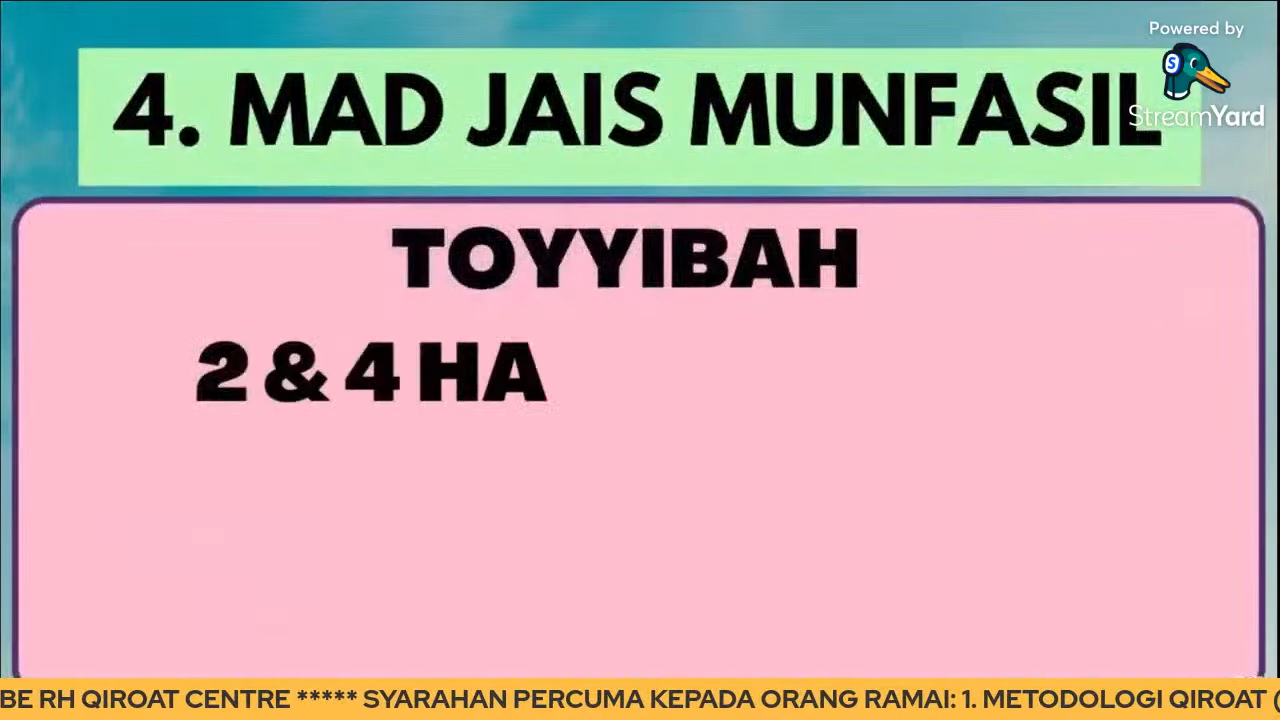 Powered by
StreamYard
4. MAD JAIS MUNFASIL
TOYYIBAH
2 & 4 HA
BE RH QIROAT CENTRE ***** SYARAHAN PERCUMA KEPADA ORANG RAMAI: 1. METODOLOGI QIROAT (